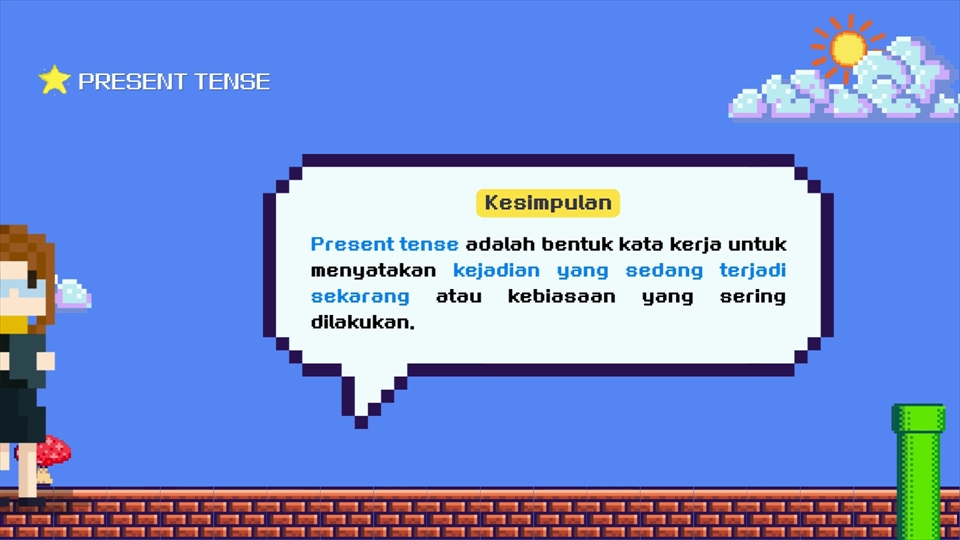 PRESENT TENSE
Kesimpulan
Present tense adalah bentuk kata kerja untuk
menyatakan kejadian yang sedang terjadi
sekarang atau kebiasaan yang sering
dilakukan.